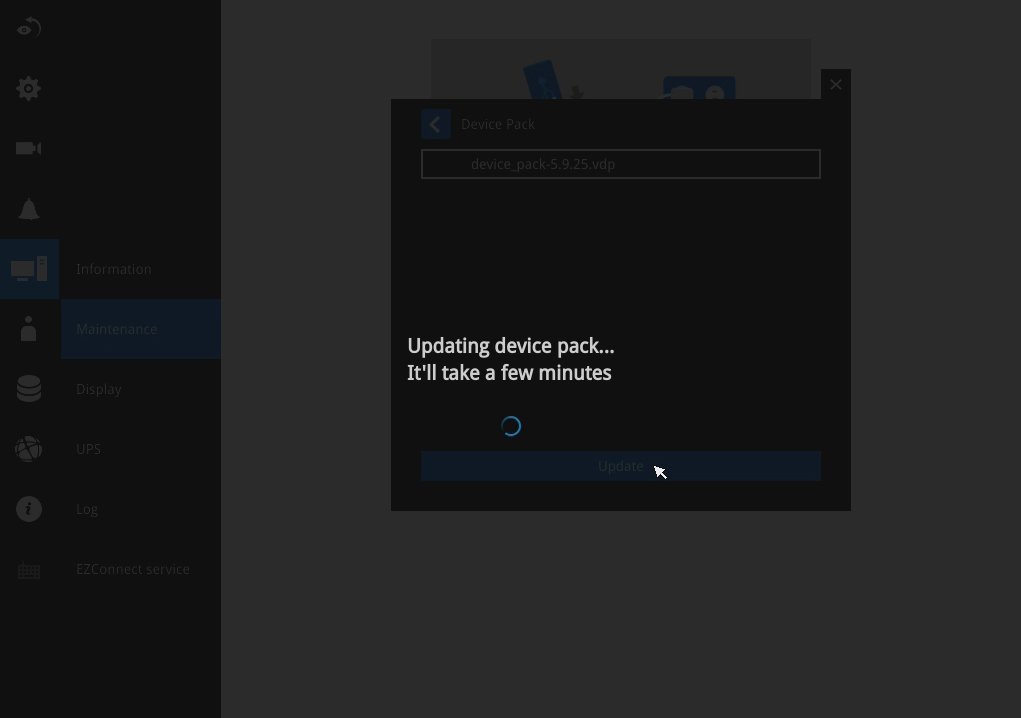 Device Pack
device_pack-5.9.25.vdp
Information
Maintenance
Display
UPS
Log
EZConnect service
Updating device pack...
It'll take a few minutes
Update